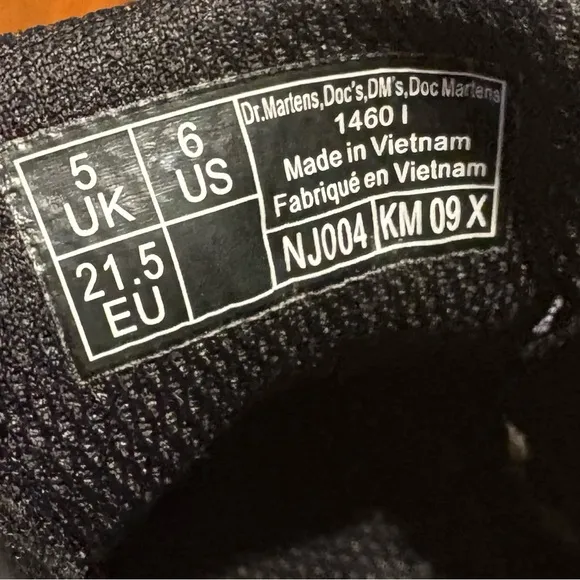 5
UK
6
US
21.5
EU
Dr.Martens,Doc's,DM's,Doc Martens
1460 I
Made in Vietnam
Fabriqué en Vietnam
NJ004 KM 09 X